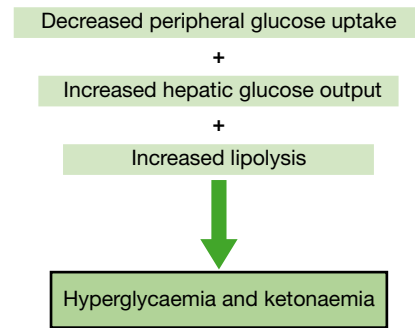 Decreased peripheral glucose uptake
+
Increased hepatic glucose output
+
Increased lipolysis
Hyperglycaemia and ketonaemia